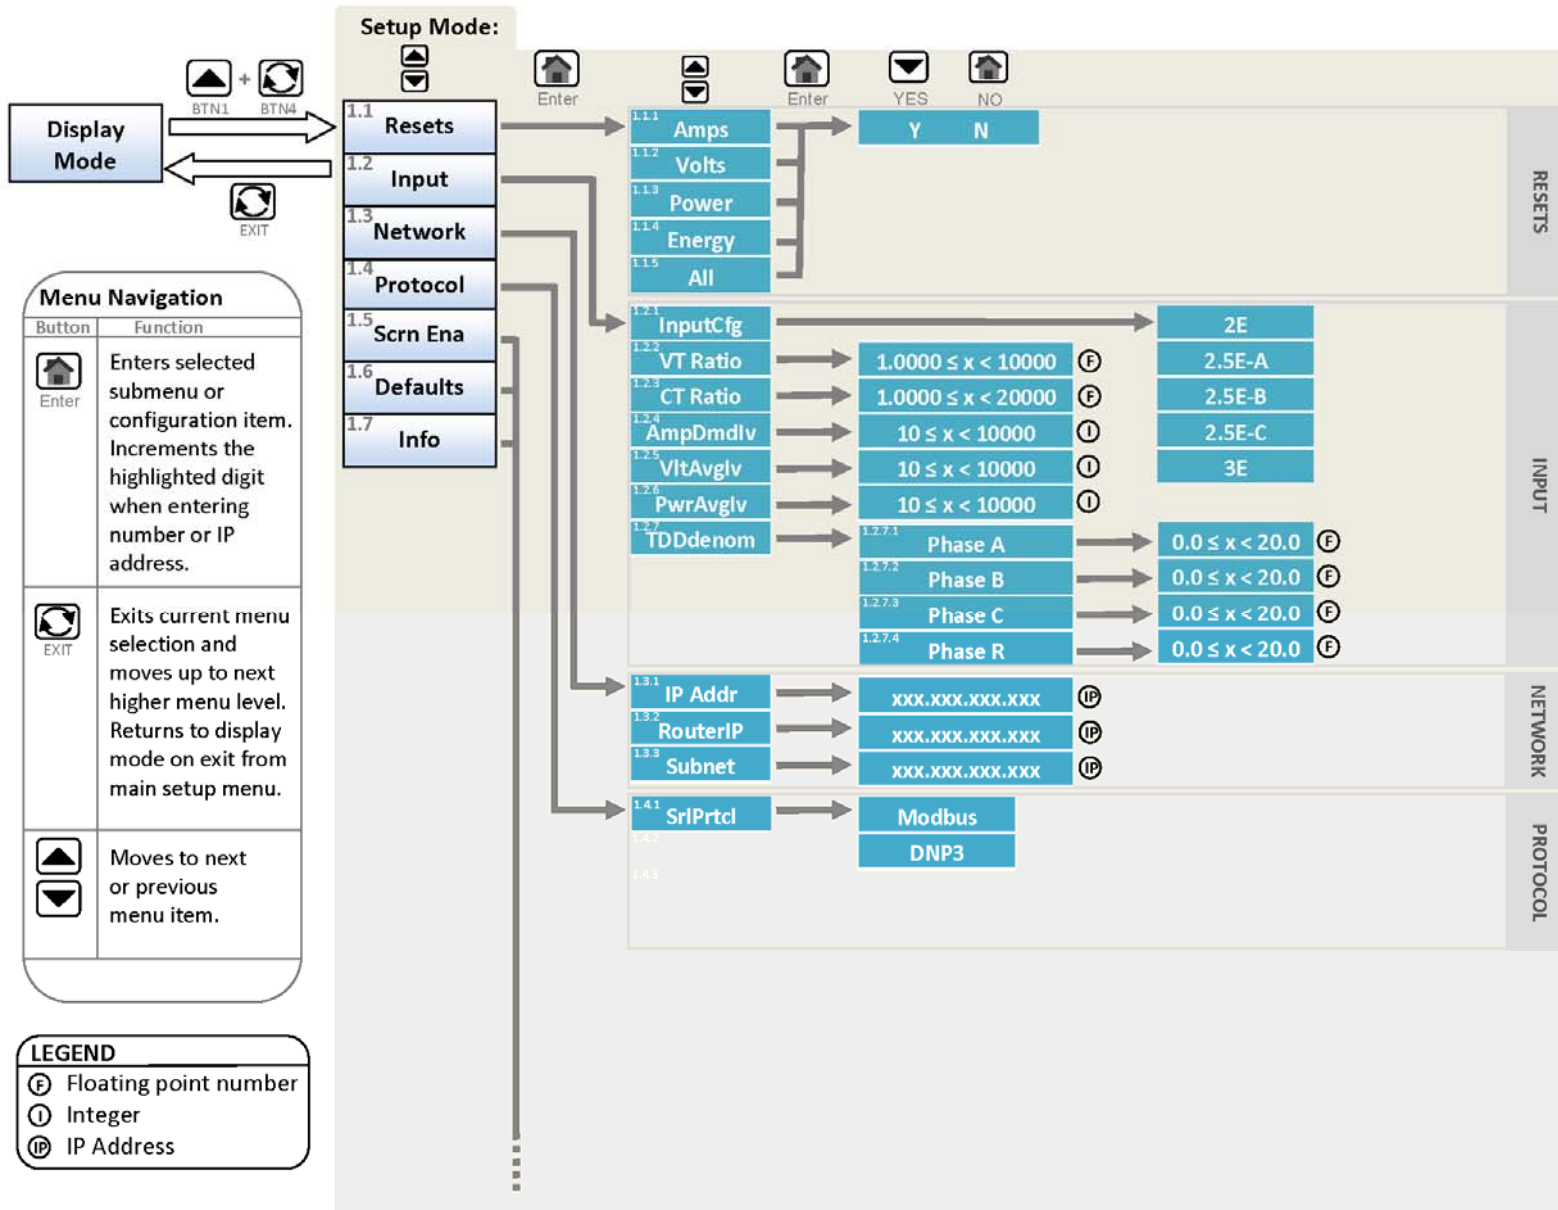 Setup Mode:
BTN1 + BTN4
Enter
Enter
YES
NO
Display
Mode
EXIT
1.1 Resets
1.2 Input
1.3 Network
1.4 Protocol
1.5 Scrn Ena
1.6 Defaults
1.7 Info
1.1.1 Amps
Y N
1.1.2 Volts
1.1.3 Power
1.1.4 Energy
1.1.5 All
RESETS
1.2.1 InputCfg
2E
2.5E-A
2.5E-B
2.5E-C
3E
1.2.2 VT Ratio
1.0000 ≤ x < 10000 F
1.2.3 CT Ratio
1.0000 ≤ x < 20000 F
1.2.4 AmpDmdIv
10 ≤ x < 10000 I
1.2.5 VltAvgIv
10 ≤ x < 10000 I
1.2.6 PwrAvgIv
10 ≤ x < 10000 I
1.2.7 TDDdenom
1.2.7.1 Phase A
0.0 ≤ x < 20.0 F
1.2.7.2 Phase B
0.0 ≤ x < 20.0 F
1.2.7.3 Phase C
0.0 ≤ x < 20.0 F
1.2.7.4 Phase R
0.0 ≤ x < 20.0 F
INPUT
1.3.1 IP Addr
xxx.xxx.xxx.xxx IP
1.3.2 RouterIP
xxx.xxx.xxx.xxx IP
1.3.3 Subnet
xxx.xxx.xxx.xxx IP
NETWORK
1.4.1 SrlPrtcl
Modbus
DNP3
1.4.2
1.4.3
PROTOCOL
Menu Navigation
Button Function
Enter
Enters selected
submenu or
configuration item.
Increments the
highlighted digit
when entering
number or IP
address.
EXIT
Exits current menu
selection and
moves up to next
higher menu level.
Returns to display
mode on exit from
main setup menu.
Moves to next
or previous
menu item.
LEGEND
F Floating point number
I Integer
IP IP Address